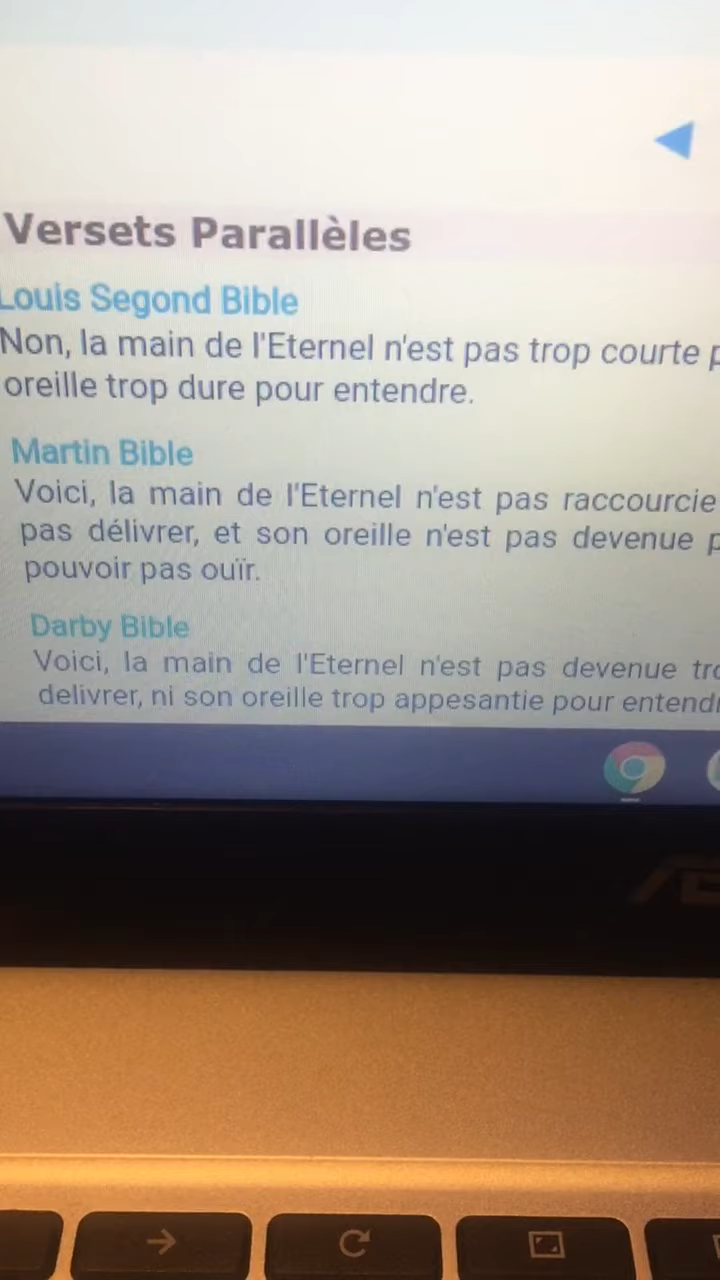 Versets Parallèles
Louis Segond Bible
Non, la main de l'Eternel n'est pas trop courte
oreille trop dure pour entendre.
Martin Bible
Voici, la main de l'Eternel n'est pas raccourcie
pas délivrer, et son oreille n'est pas devenue
pouvoir pas ouïr.
Darby Bible
Voici, la main de l'Eternel n'est pas devenue
delivrer, ni son oreille trop appesantie pour